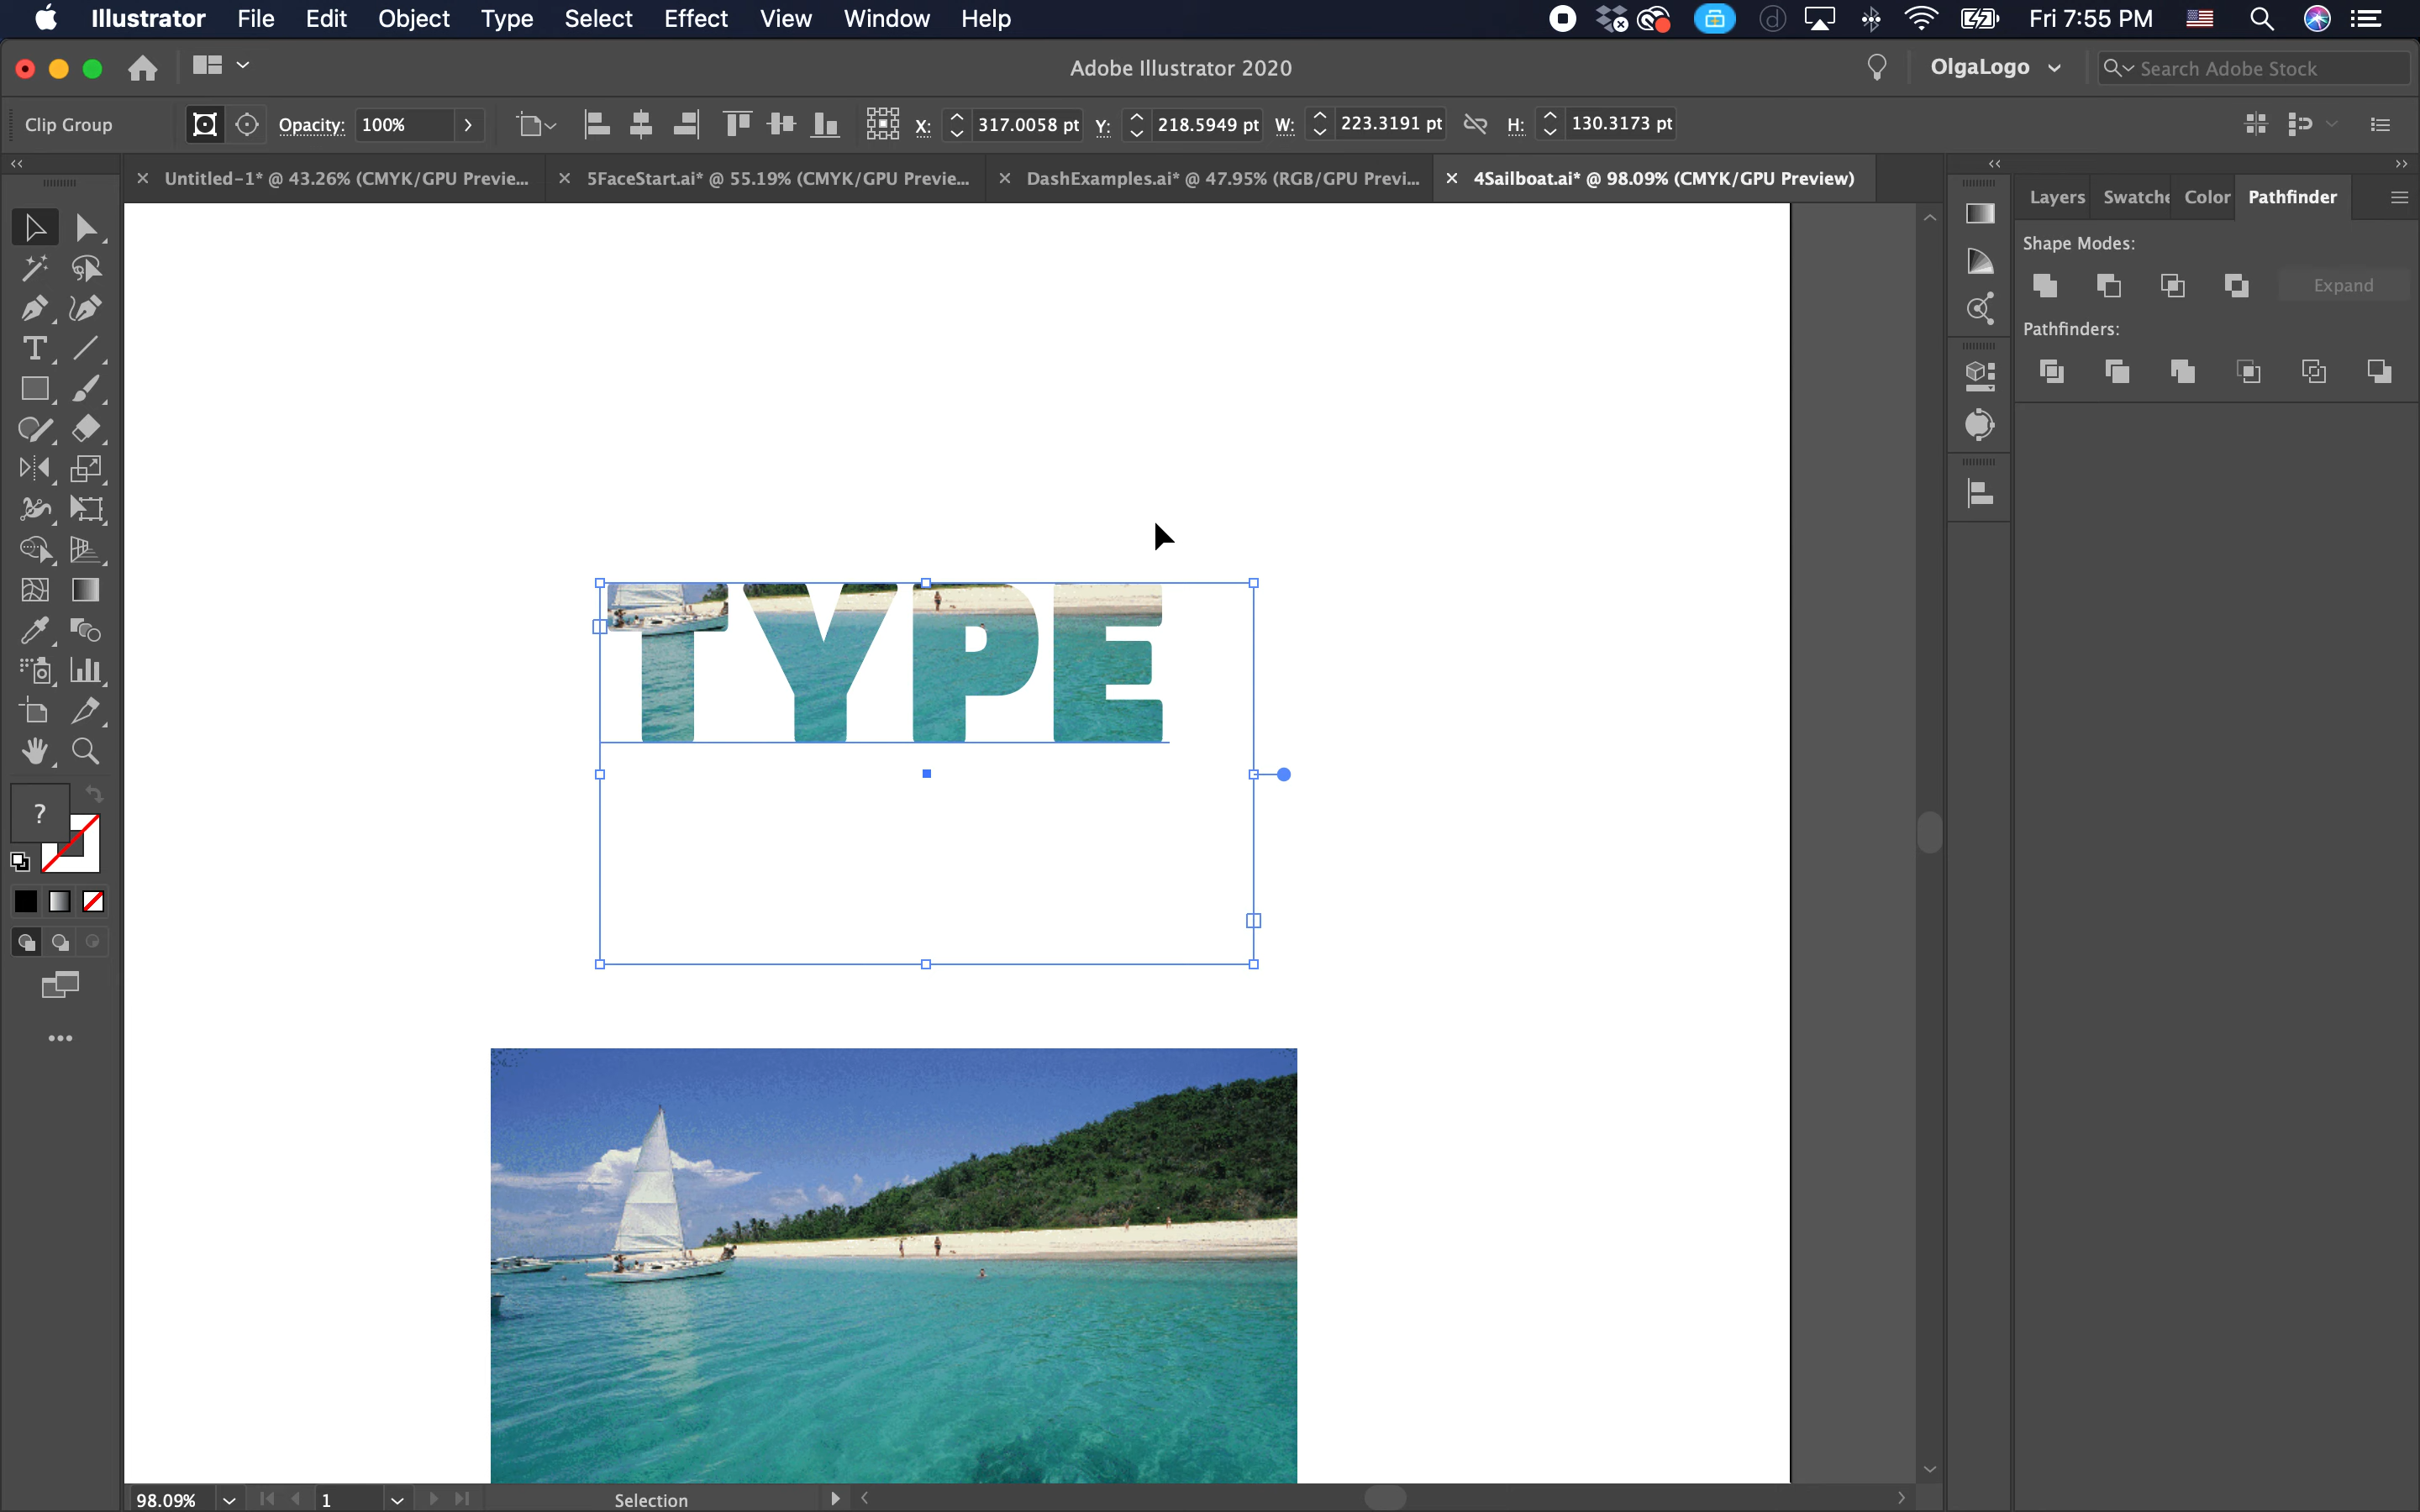 Illustrator File Edit Object Type Select Effect View Window Help Fri 7:55 PM
Adobe Illustrator 2020 OlgaLogo Search Adobe Stock
Clip Group Opacity: 100% X: 317.0058 pt Y: 218.5949 pt W: 223.3191 pt H: 130.3173 pt
Untitled-1* @ 43.26% (CMYK/GPU Previe... 5FaceStart.ai* @ 55.19% (CMYK/GPU Previe... DashExamples.ai* @ 47.95% (RGB/GPU Previ... 4Sailboat.ai* @ 98.09% (CMYK/GPU Preview)
Layers Swatche Color Pathfinder
Shape Modes:
Expand
Pathfinders:
TYPE
?
98.09% 1 Selection